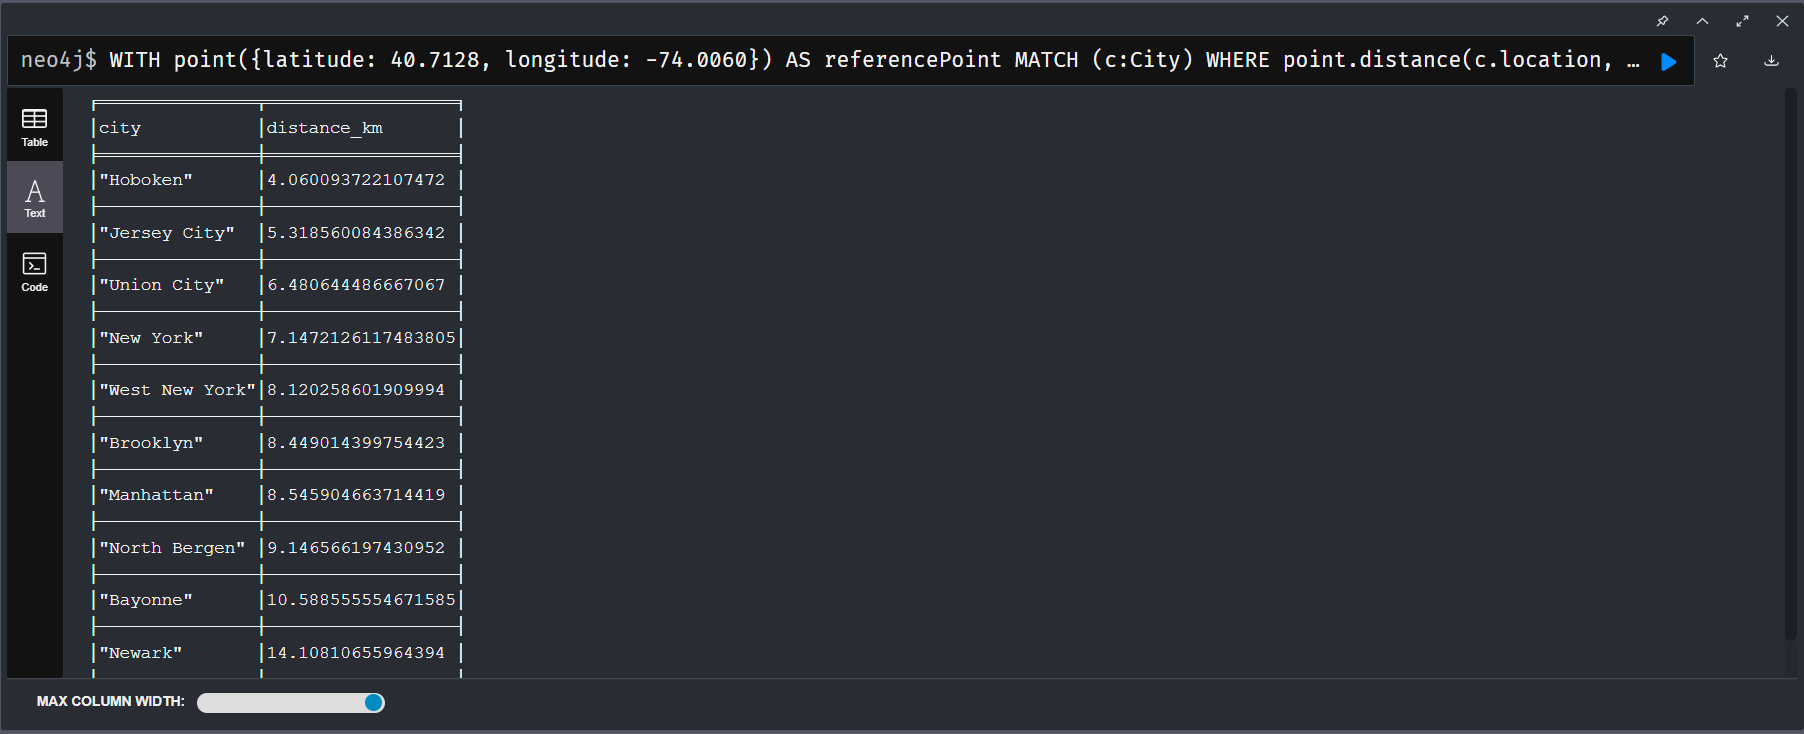 neo4j$ WITH point({latitude: 40.7128, longitude: -74.0060}) AS referencePoint MATCH (c:City) WHERE point.distance(c.location, …
Table
Text
Code
city distance_km
"Hoboken" 4.060093722107472
"Jersey City" 5.318560084386342
"Union City" 6.480644486667067
"New York" 7.1472126117483805
"West New York" 8.120258601909994
"Brooklyn" 8.449014399754423
"Manhattan" 8.545904663714419
"North Bergen" 9.146566197430952
"Bayonne" 10.588555554671585
"Newark" 14.10810655964394
MAX COLUMN WIDTH: